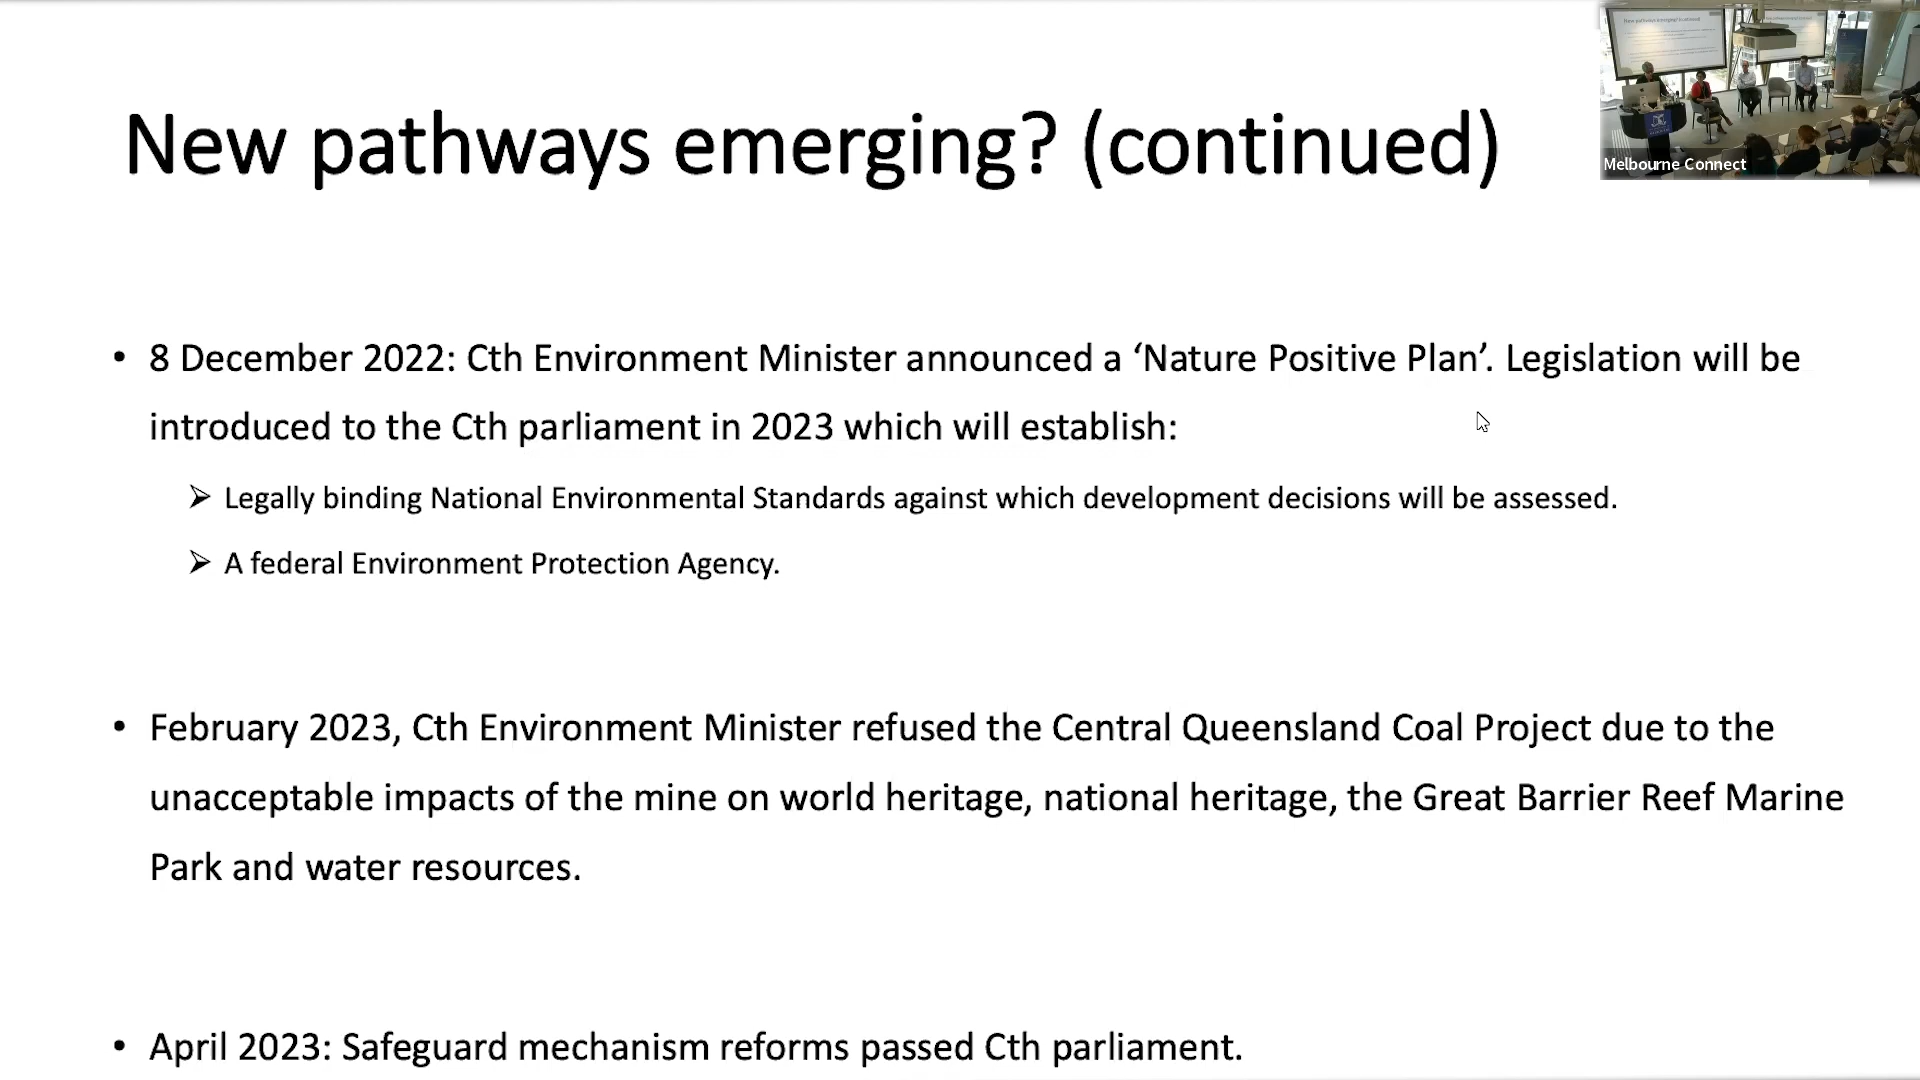 New pathways emerging? (continued)
Melbourne Connect
• 8 December 2022: Cth Environment Minister announced a ‘Nature Positive Plan’. Legislation will be
introduced to the Cth parliament in 2023 which will establish:
➢ Legally binding National Environmental Standards against which development decisions will be assessed.
➢ A federal Environment Protection Agency.
• February 2023, Cth Environment Minister refused the Central Queensland Coal Project due to the
unacceptable impacts of the mine on world heritage, national heritage, the Great Barrier Reef Marine
Park and water resources.
• April 2023: Safeguard mechanism reforms passed Cth parliament.